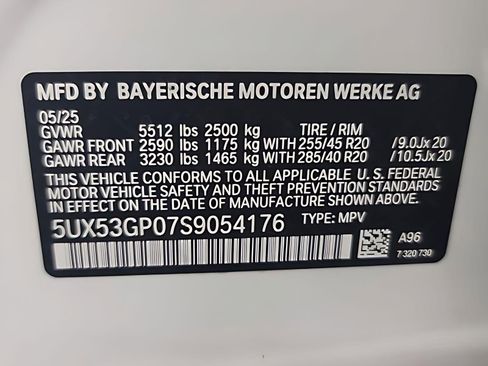 MFD BY BAYERISCHE MOTOREN WERKE AG
05/25
GVWR 5512 lbs 2500 kg TIRE / RIM
GAWR FRONT 2590 lbs 1175 kg WITH 255/45 R20 / 9.0Jx 20
GAWR REAR 3230 lbs 1465 kg WITH 285/40 R20 / 10.5Jx 20
THIS VEHICLE CONFORMS TO ALL APPLICABLE U. S. FEDERAL
MOTOR VEHICLE SAFETY AND THEFT PREVENTION STANDARDS
IN EFFECT ON THE DATE OF MANUFACTURE SHOWN ABOVE.
5UX53GP07S9054176 TYPE: MPV
A96
7 320 730